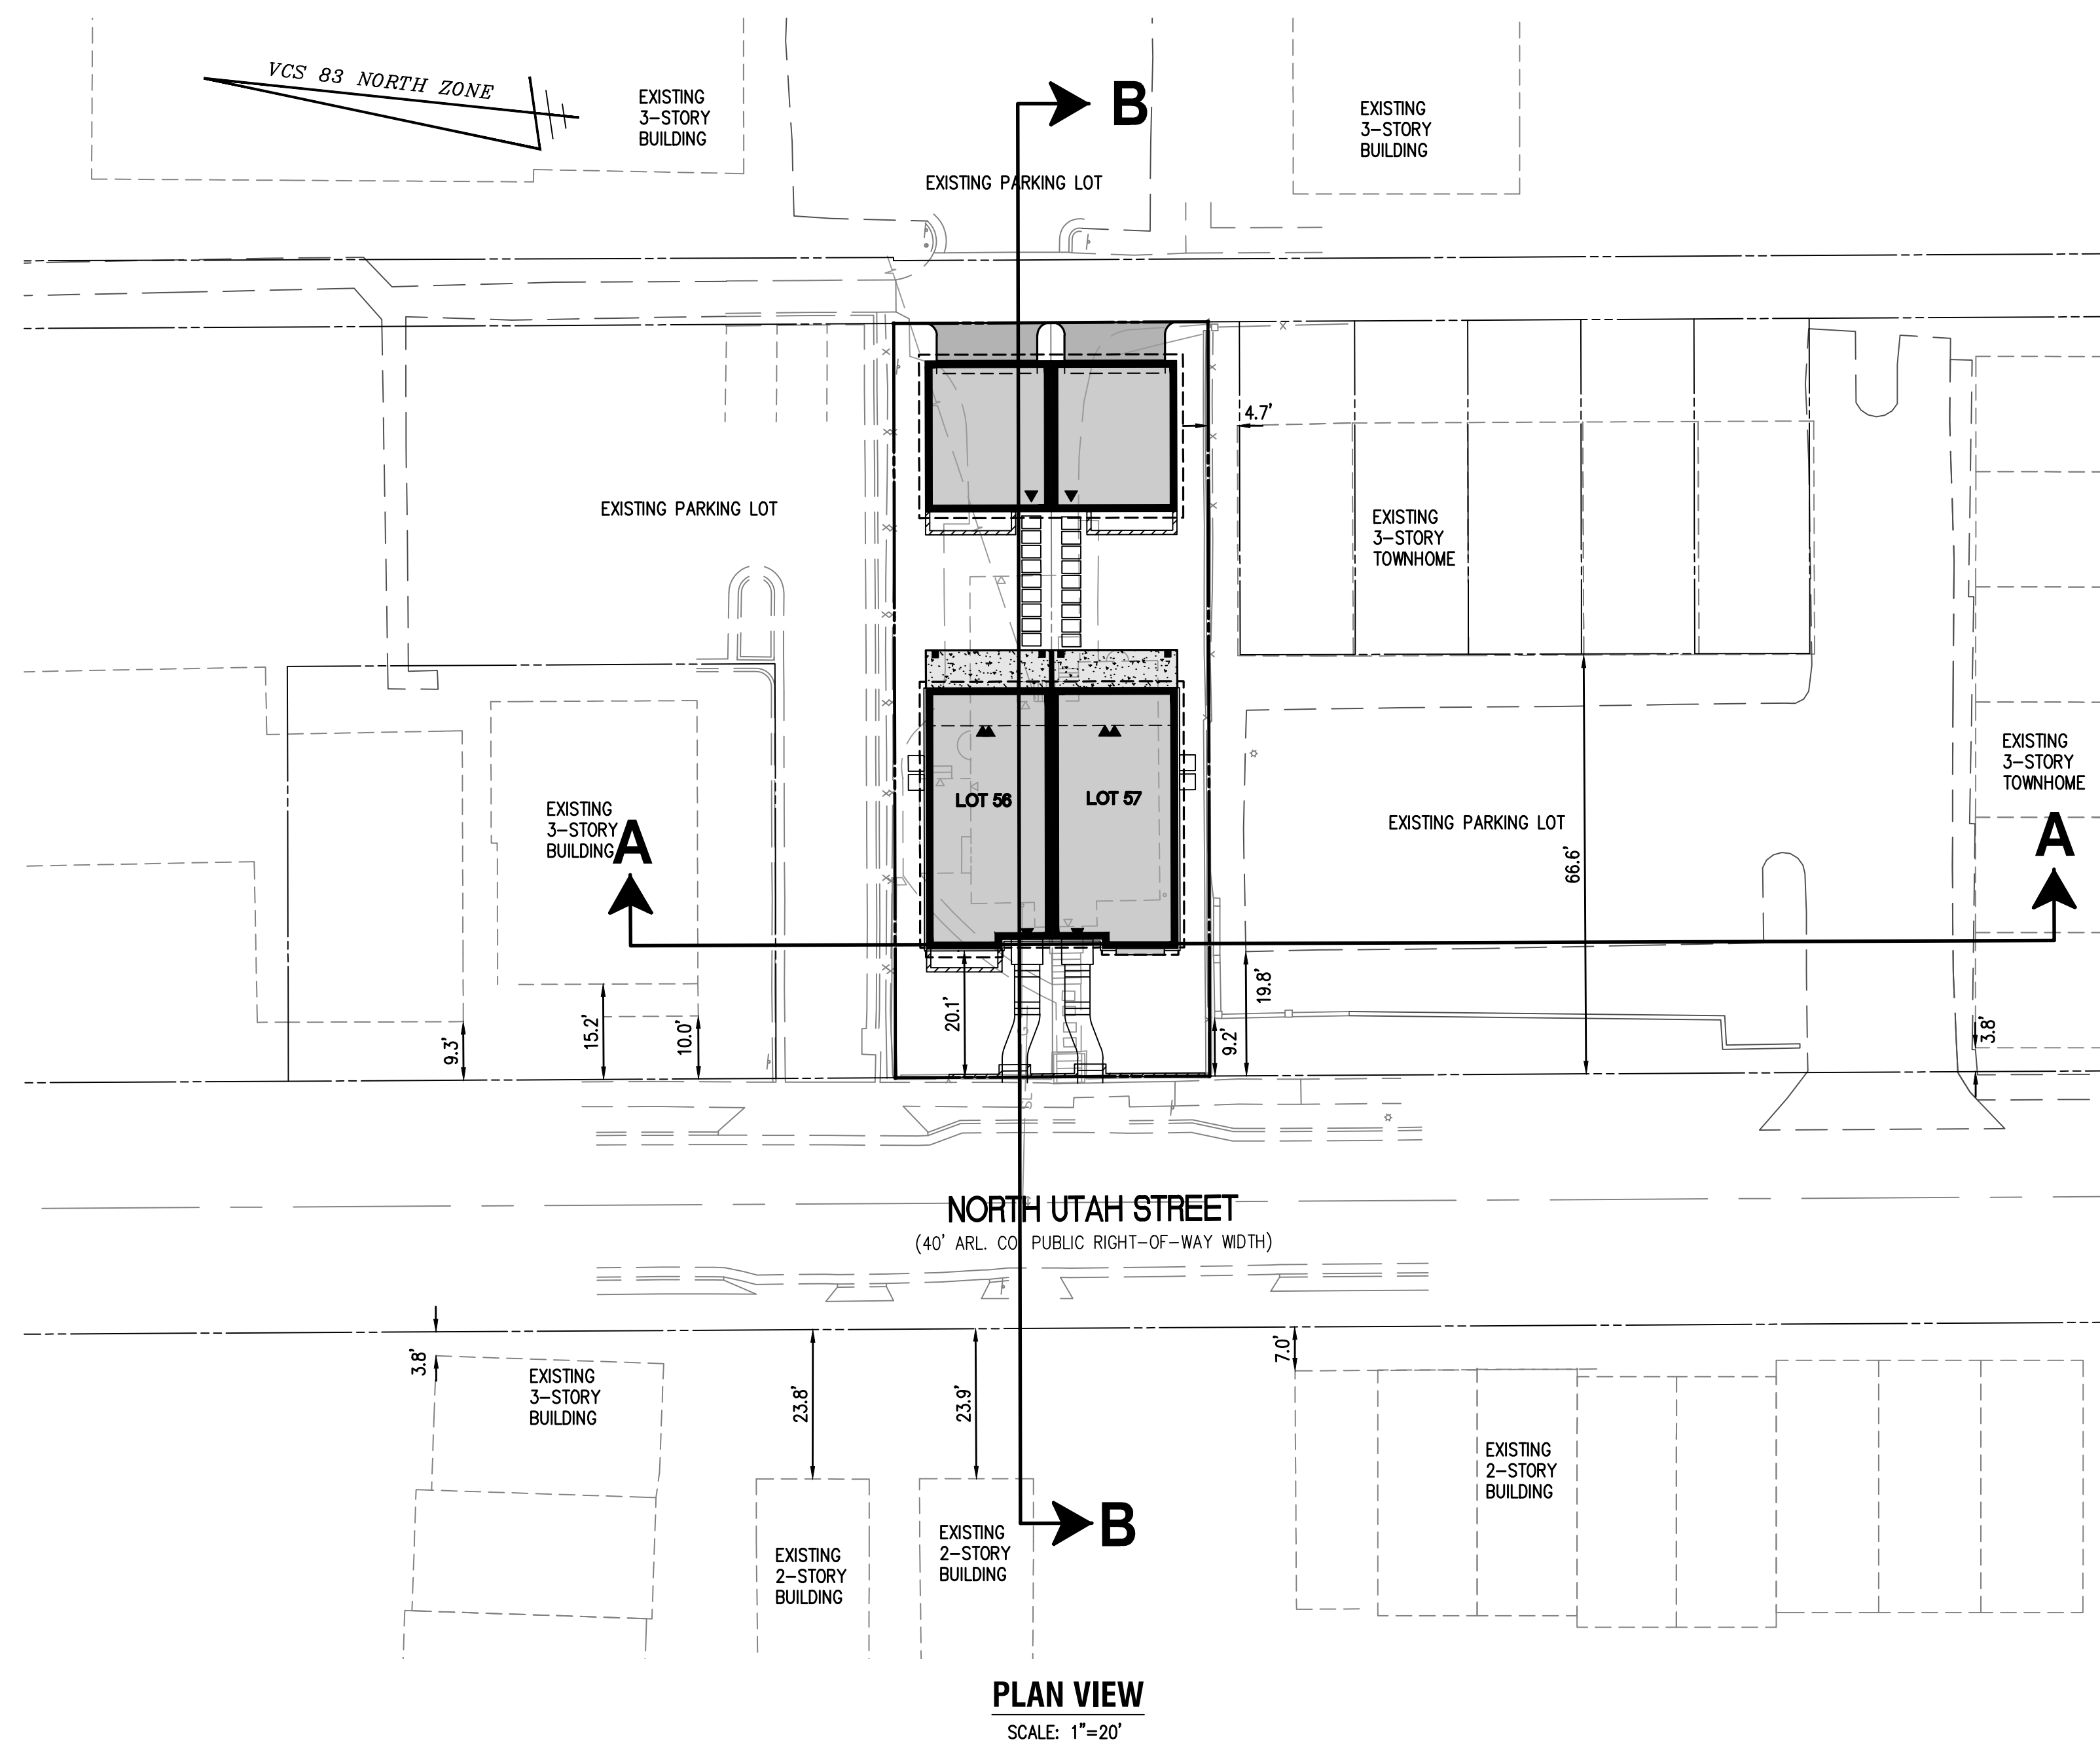 VCS 83 NORTH ZONE
EXISTING
3-STORY
BUILDING
B
EXISTING
3-STORY
BUILDING
EXISTING PARKING LOT
4.7'
EXISTING PARKING LOT
EXISTING
3-STORY
TOWNHOME
EXISTING
3-STORY
TOWNHOME
LOT 56
LOT 57
EXISTING
3-STORY
BUILDING
A
EXISTING PARKING LOT
A
66.6'
9.3'
15.2'
10.0'
20.1'
9.2'
19.8'
3.8'
NORTH UTAH STREET
(40' ARL. CO. PUBLIC RIGHT-OF-WAY WIDTH)
3.8'
EXISTING
3-STORY
BUILDING
23.8'
23.9'
7.0'
EXISTING
2-STORY
BUILDING
B
EXISTING
2-STORY
BUILDING
EXISTING
2-STORY
BUILDING
PLAN VIEW
SCALE: 1"=20'